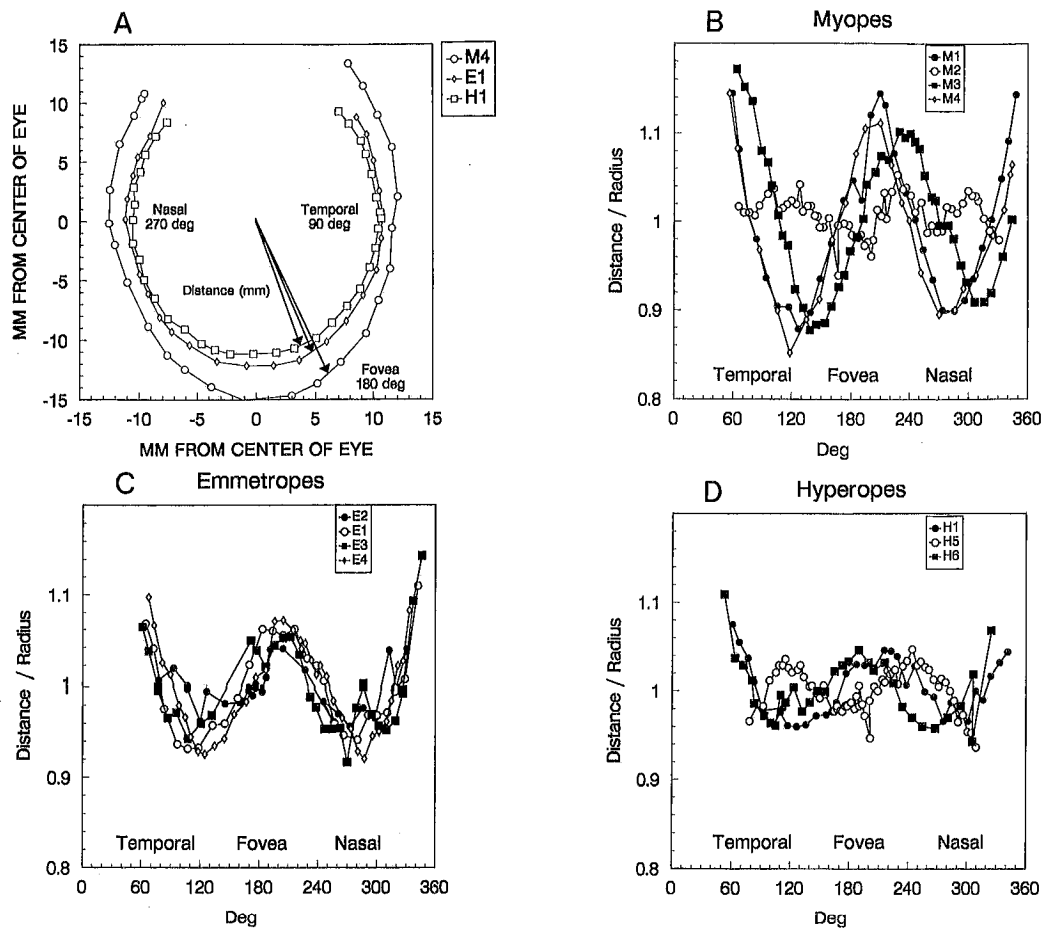 A
15
10
5
0
-5
-10
-15
MM FROM CENTER OF EYE
M4
E1
H1
Nasal
270 deg
Temporal
90 deg
Distance (mm)
Fovea
180 deg
-15 -10 -5 0 5 10 15
MM FROM CENTER OF EYE
B Myopes
M1
M2
M3
M4
1.1
1
0.9
0.8
Distance / Radius
Temporal Fovea Nasal
0 60 120 180 240 300 360
Deg
C Emmetropes
E2
E1
E3
E4
1.1
1
0.9
0.8
Distance / Radius
Temporal Fovea Nasal
0 60 120 180 240 300 360
Deg
D Hyperopes
H1
H5
H6
1.1
1
0.9
0.8
Distance / Radius
Temporal Fovea Nasal
0 60 120 180 240 300 360
Deg